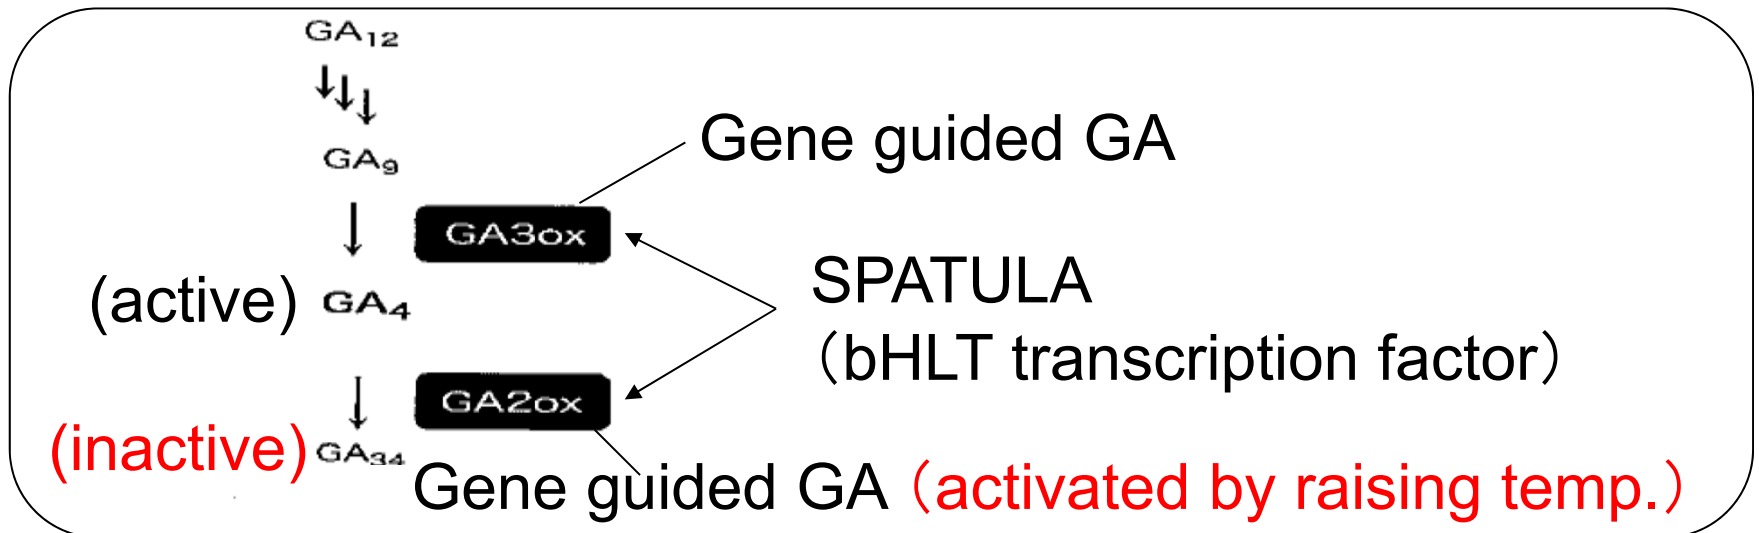 GA₁₂
GA₉
Gene guided GA
GA3ox
(active) GA₄
SPATULA
（bHLT transcription factor）
GA2ox
(inactive) GA₃₄
Gene guided GA（activated by raising temp.）